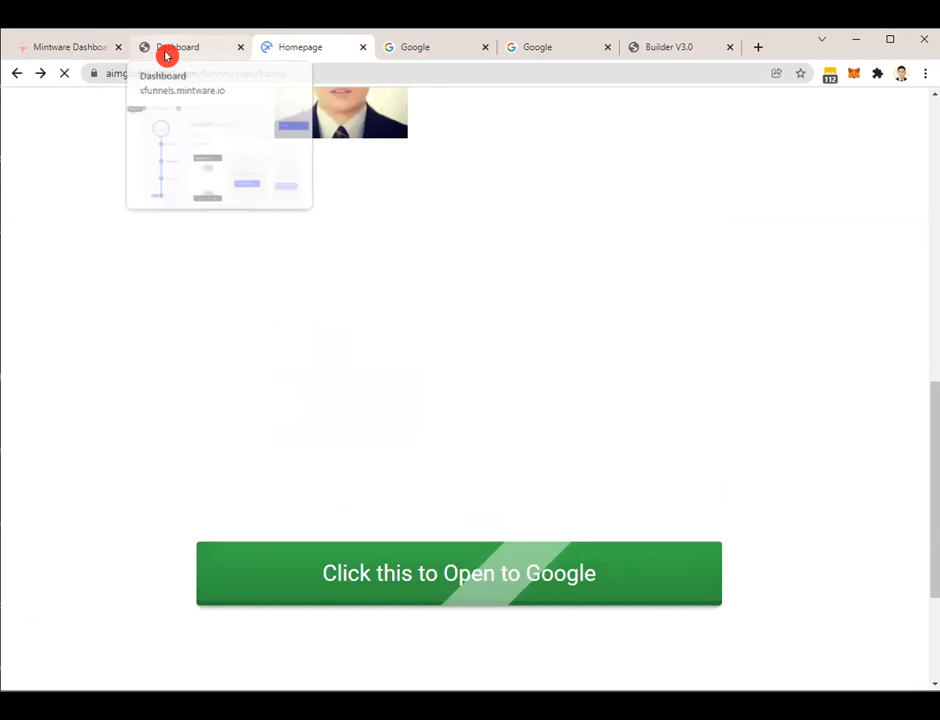 Mintware Dashboa
Dashboard
Homepage
Google
Google
Builder V3.0
Dashboard
xfunnels.mintware.io
112
Click this to Open to Google